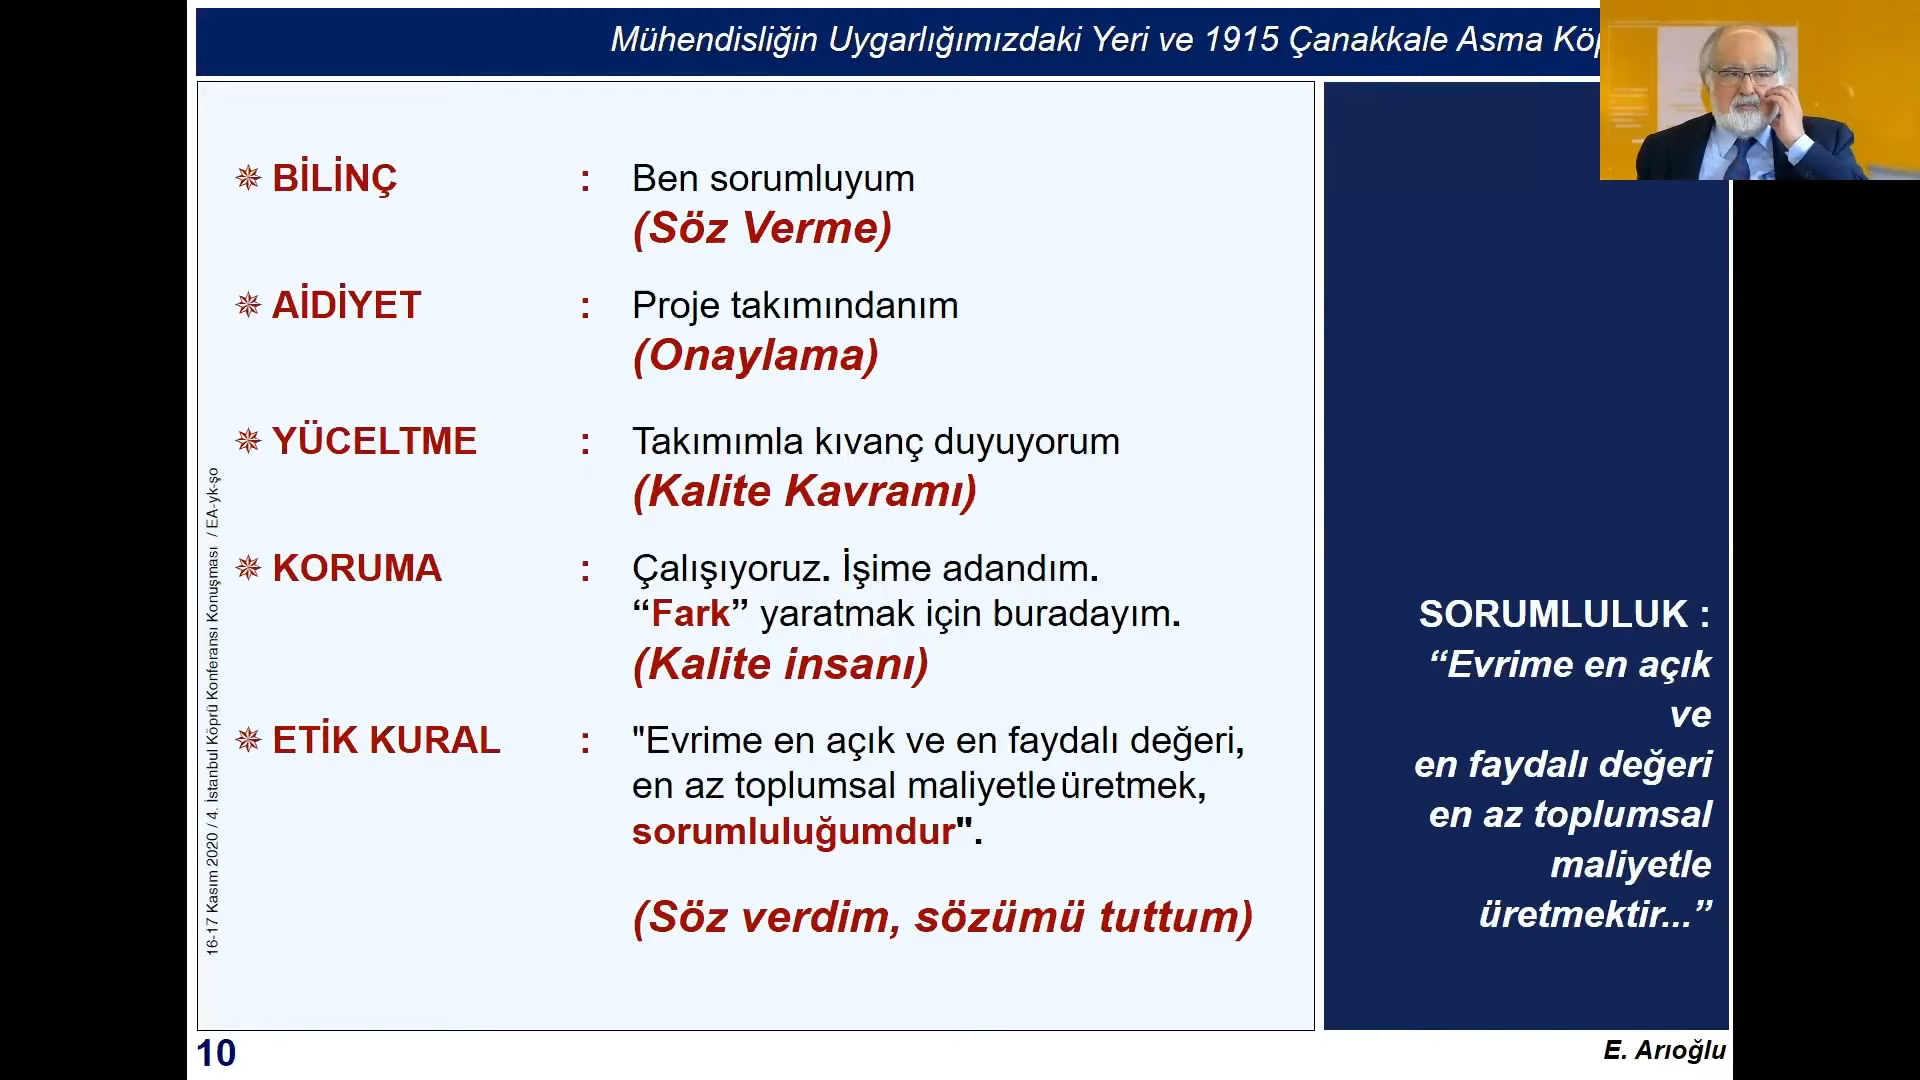 Mühendisliğin Uygarlığımızdaki Yeri ve 1915 Çanakkale Asma
BİLİNÇ : Ben sorumluyum
(Söz Verme)
AİDİYET : Proje takımındanım
(Onaylama)
YÜCELTME : Takımımla kıvanç duyuyorum
(Kalite Kavramı)
KORUMA : Çalışıyoruz. İşime adandım.
“Fark” yaratmak için buradayım.
(Kalite insanı)
ETİK KURAL : "Evrime en açık ve en faydalı değeri,
en az toplumsal maliyetle üretmek,
sorumluluğumdur".
(Söz verdim, sözümü tuttum)
SORUMLULUK :
“Evrime en açık
ve
en faydalı değeri
en az toplumsal
maliyetle
üretmektir...”
16-17 Kasım 2020 / 4. İstanbul Köprü Konferansı Konuşması / EA-yk-şo
10
E. Arıoğlu